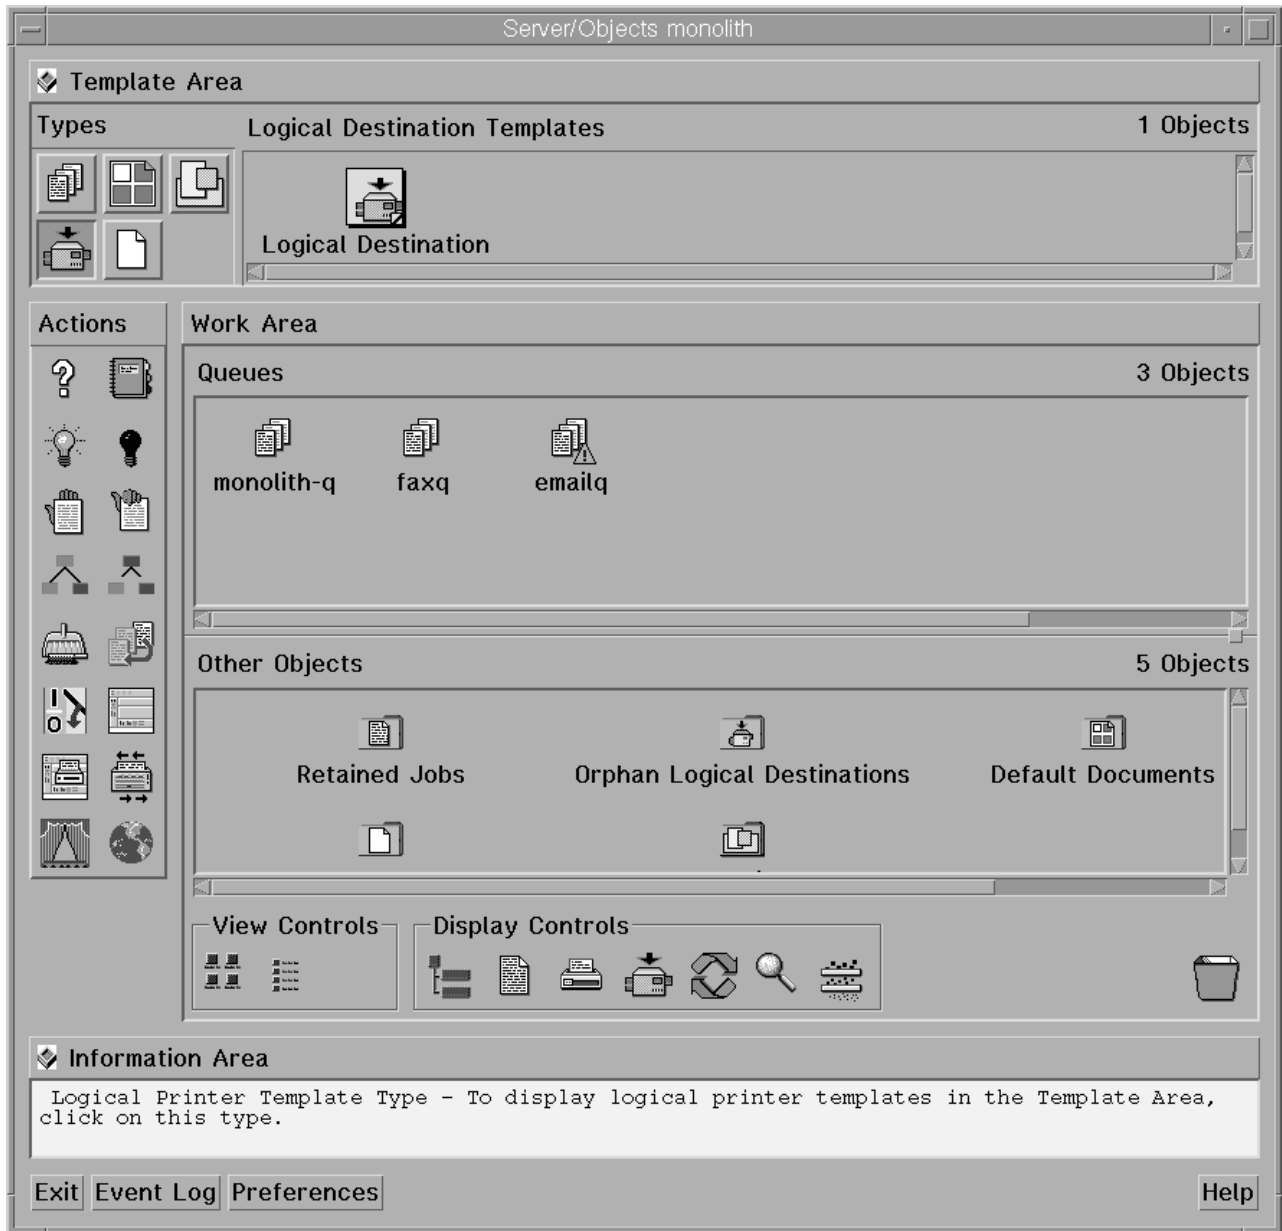 Server/Objects monolith
Template Area
Types
Logical Destination Templates
1 Objects
Logical Destination
Actions
Work Area
Queues
3 Objects
monolith-q
faxq
emailq
Other Objects
5 Objects
Retained Jobs
Orphan Logical Destinations
Default Documents
View Controls
Display Controls
Information Area
Logical Printer Template Type - To display logical printer templates in the Template Area,
click on this type.
Exit
Event Log
Preferences
Help